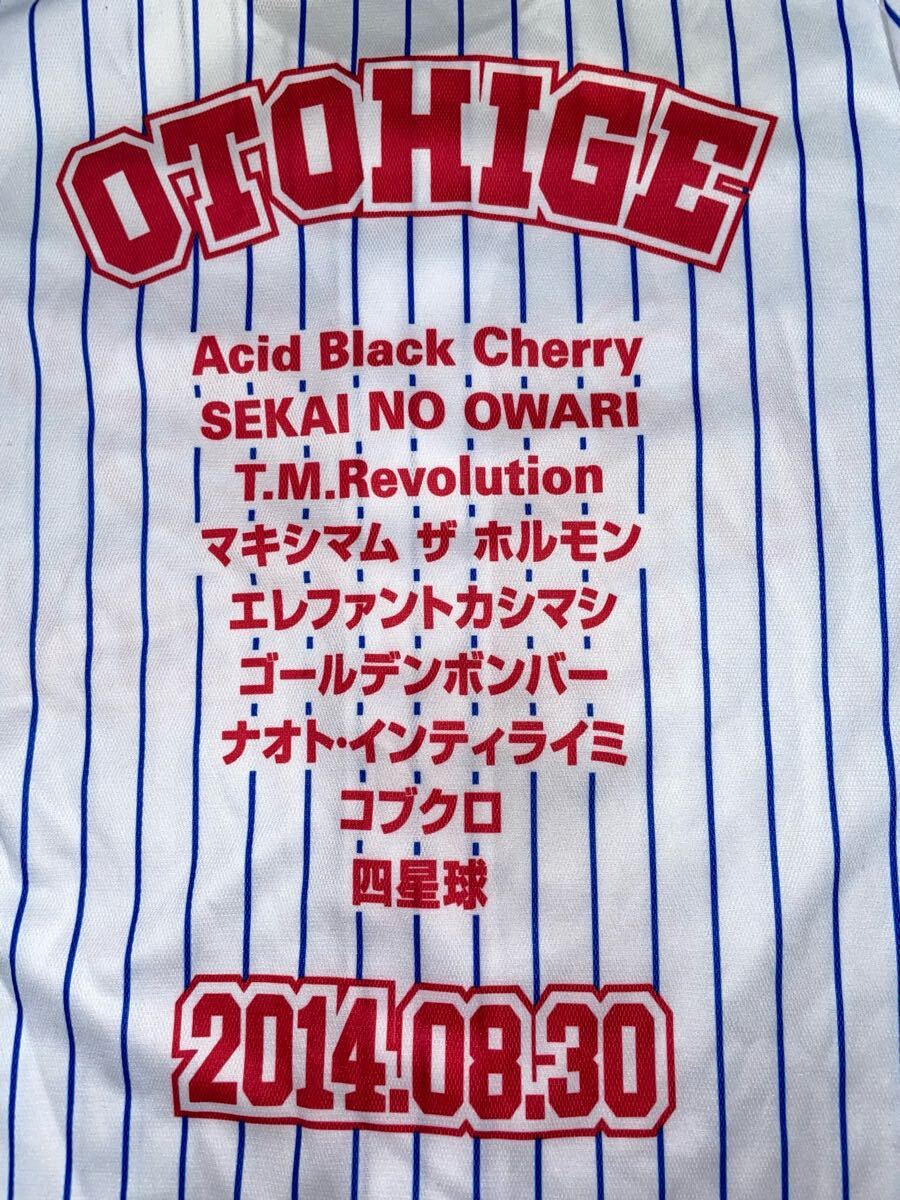 OTOHIGE
Acid Black Cherry
SEKAI NO OWARI
T.M.Revolution
マキシマム ザ ホルモン
エレファントカシマシ
ゴールデンボンバー
ナオト・インティライミ
コブクロ
四星球
2014.08.30